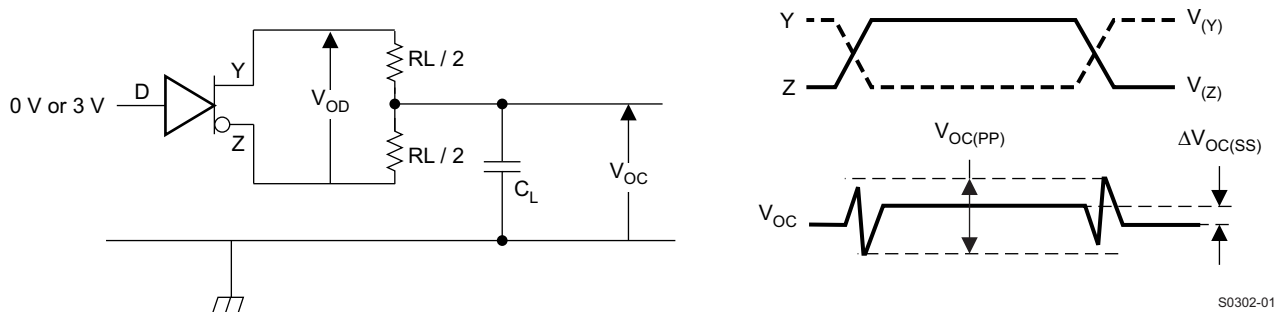 0 V or 3 V
D
Y
Z
V_OD
RL / 2
RL / 2
C_L
V_OC
Y
Z
V_(Y)
V_(Z)
V_OC(PP)
ΔV_OC(SS)
V_OC
S0302-01